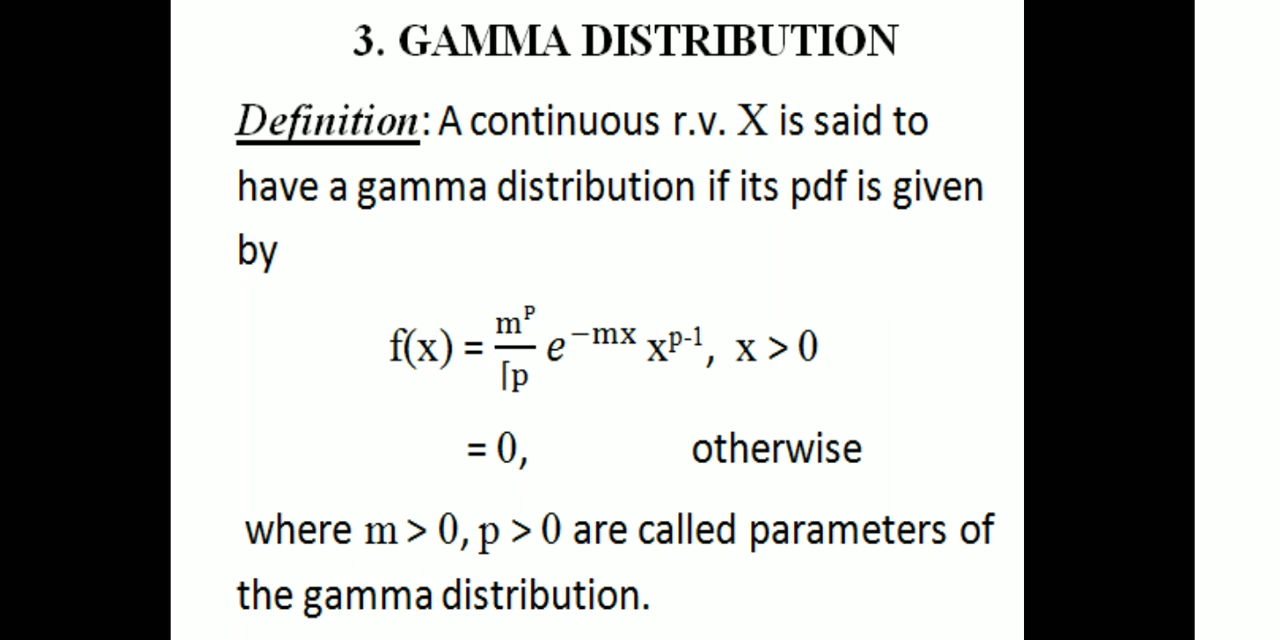 3. GAMMA DISTRIBUTION
Definition: A continuous r.v. X is said to
have a gamma distribution if its pdf is given
by
f(x) = m^p/⌈p e^−mx x^p-1, x > 0
= 0, otherwise
where m > 0, p > 0 are called parameters of
the gamma distribution.